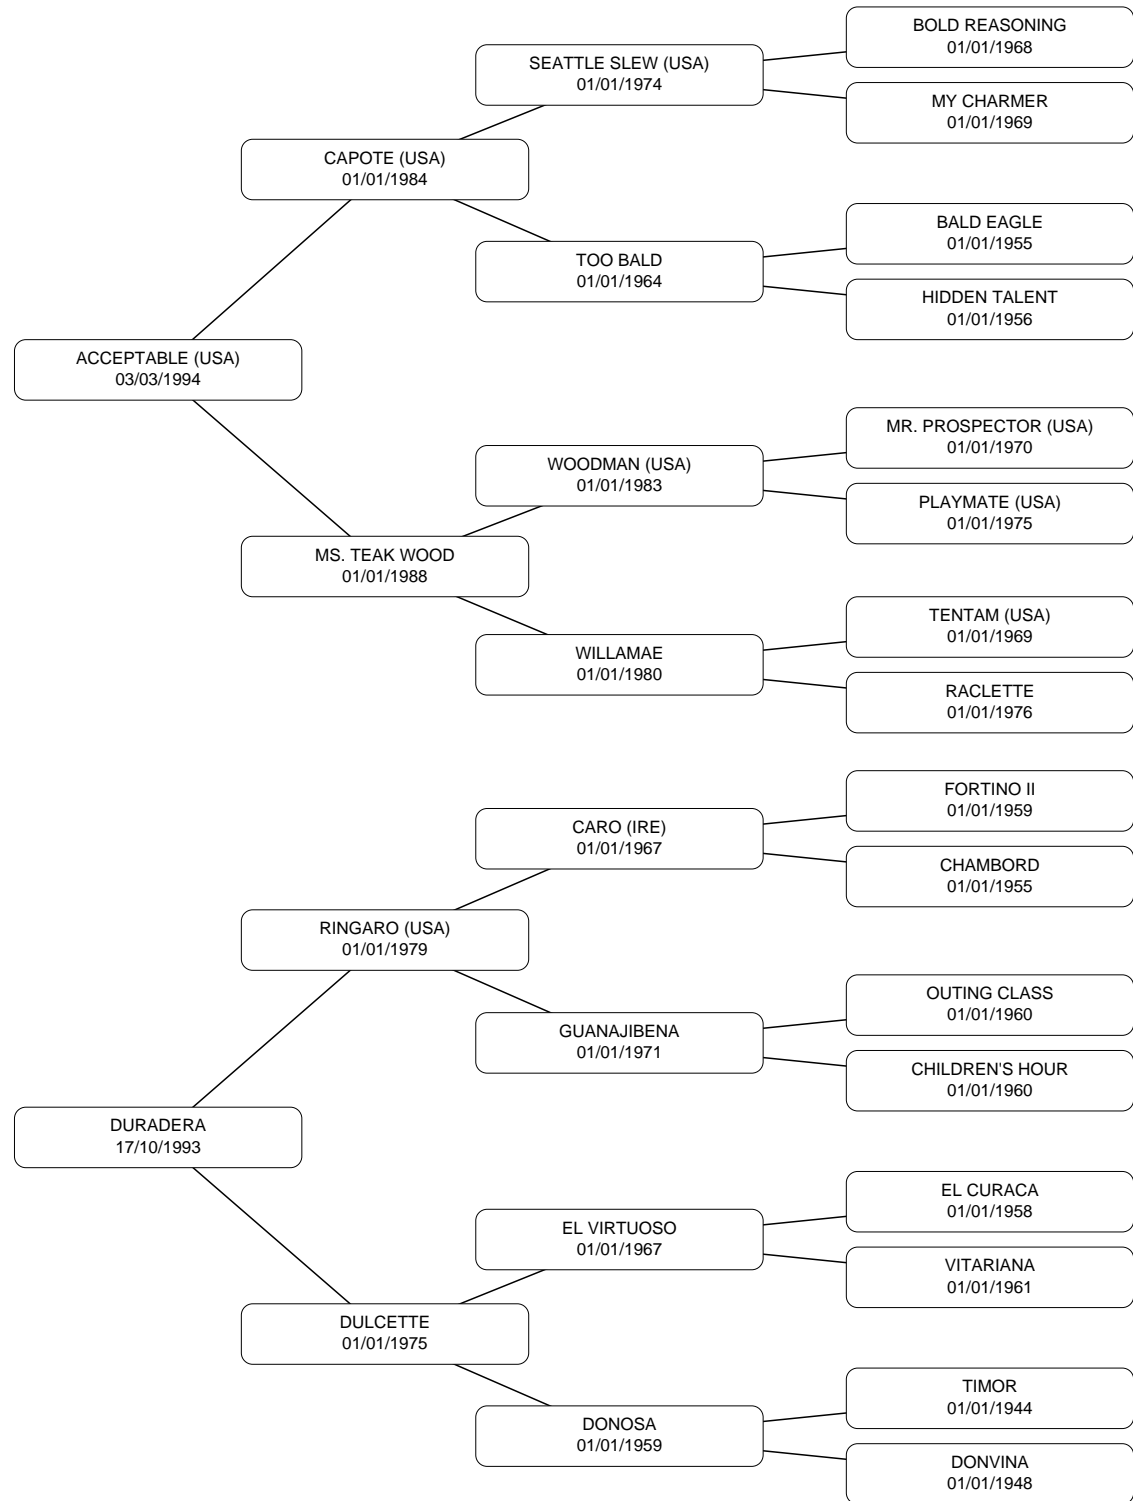 BOLD REASONING
01/01/1968
SEATTLE SLEW (USA)
01/01/1974
MY CHARMER
01/01/1969
CAPOTE (USA)
01/01/1984
BALD EAGLE
01/01/1955
TOO BALD
01/01/1964
HIDDEN TALENT
01/01/1956
ACCEPTABLE (USA)
03/03/1994
MR. PROSPECTOR (USA)
01/01/1970
WOODMAN (USA)
01/01/1983
PLAYMATE (USA)
01/01/1975
MS. TEAK WOOD
01/01/1988
TENTAM (USA)
01/01/1969
WILLAMAE
01/01/1980
RACLETTE
01/01/1976
FORTINO II
01/01/1959
CARO (IRE)
01/01/1967
CHAMBORD
01/01/1955
RINGARO (USA)
01/01/1979
OUTING CLASS
01/01/1960
GUANAJIBENA
01/01/1971
CHILDREN'S HOUR
01/01/1960
DURADERA
17/10/1993
EL CURACA
01/01/1958
EL VIRTUOSO
01/01/1967
VITARIANA
01/01/1961
DULCETTE
01/01/1975
TIMOR
01/01/1944
DONOSA
01/01/1959
DONVINA
01/01/1948